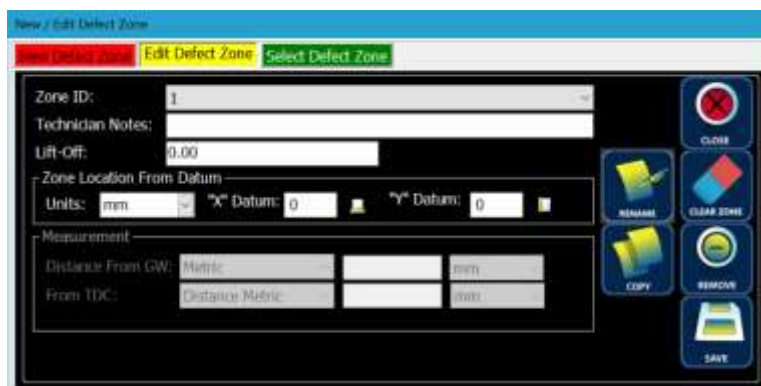 New / Edit Defect Zone
New Defect Zone Edit Defect Zone Select Defect Zone
Zone ID: 1
Technician Notes:
Lift-Off: 0.00
Zone Location From Datum
Units: mm "X" Datum: 0 "Y" Datum: 0
Measurement
Distance From GW: Metric mm
From TDC: Distance Metric mm
CLOSE
RENAME
CLEAR ZONE
COPY
REMOVE
SAVE